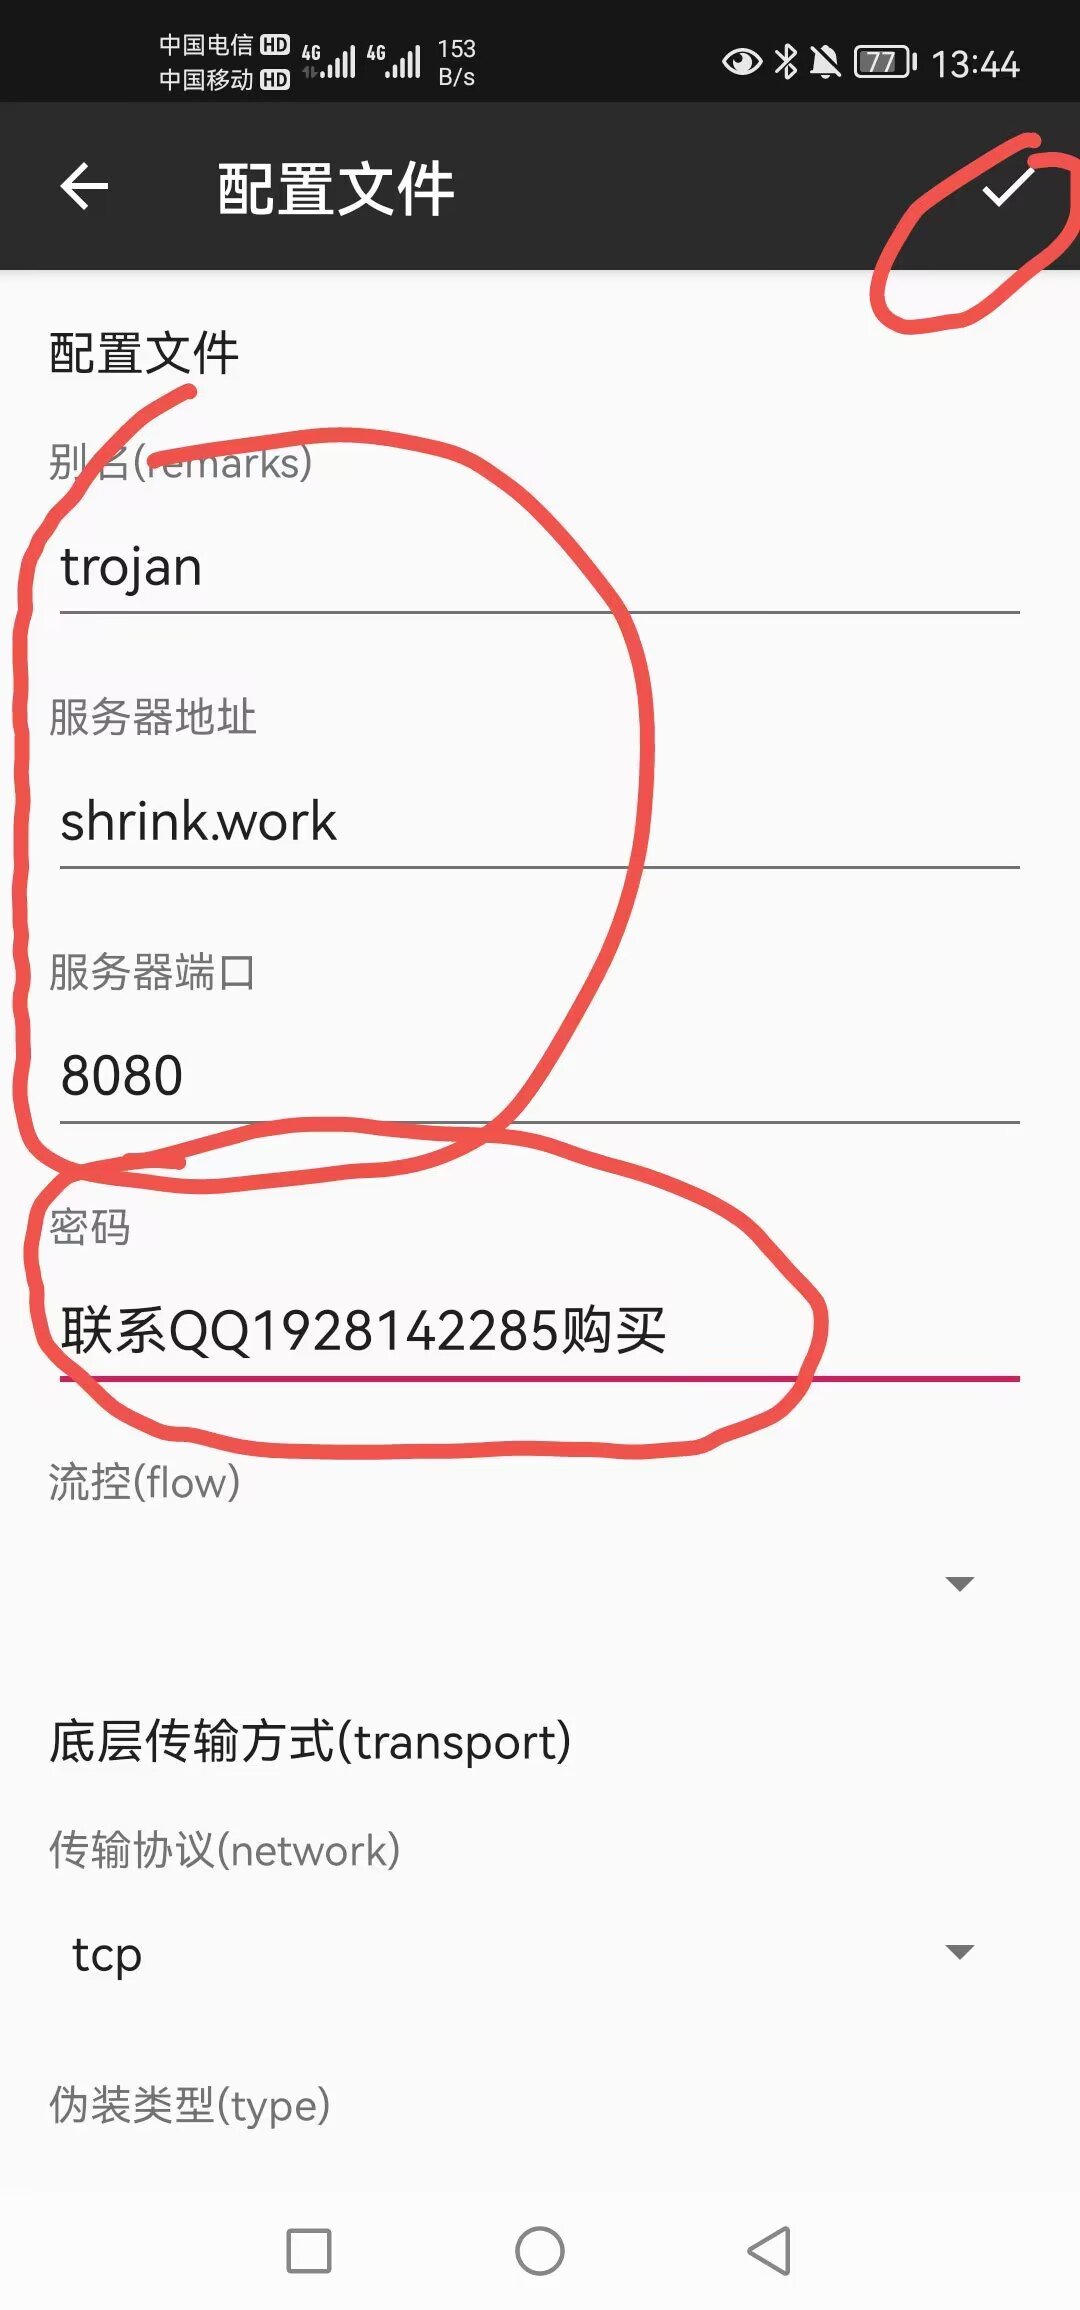 中国电信 HD 4G 4G 153
中国移动 HD B/s
77 13:44
配置文件
配置文件
别名(remarks)
trojan
服务器地址
shrink.work
服务器端口
8080
密码
联系QQ1928142285购买
流控(flow)
底层传输方式(transport)
传输协议(network)
tcp
伪装类型(type)